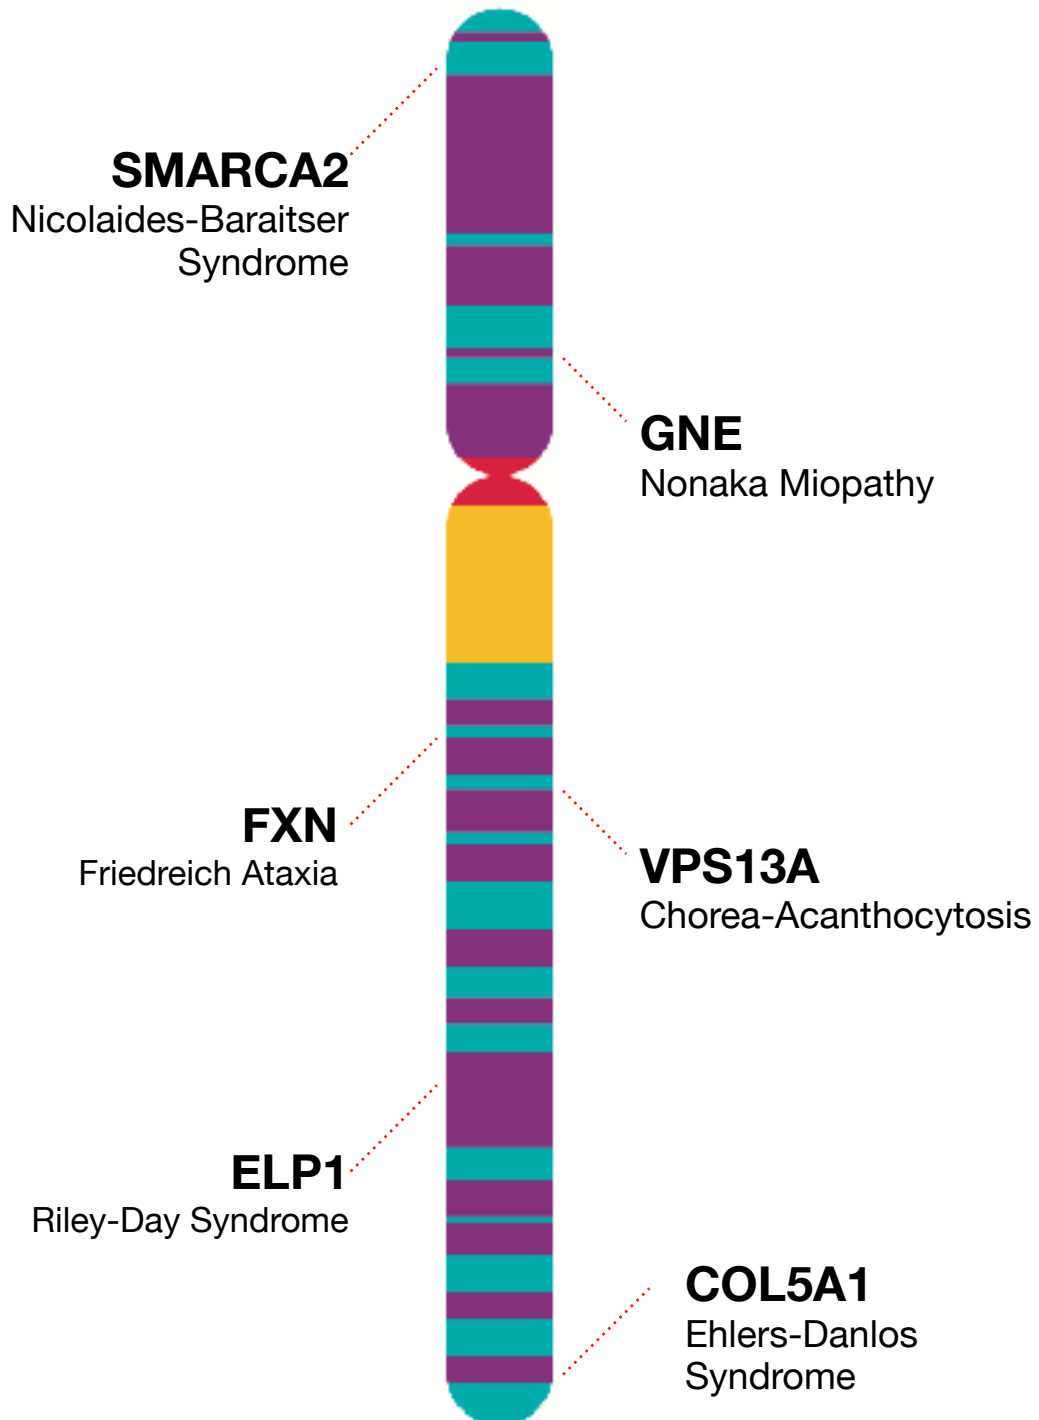 SMARCA2
Nicolaides-Baraitser
Syndrome
GNE
Nonaka Miopathy
FXN
Friedreich Ataxia
VPS13A
Chorea-Acanthocytosis
ELP1
Riley-Day Syndrome
COL5A1
Ehlers-Danlos
Syndrome